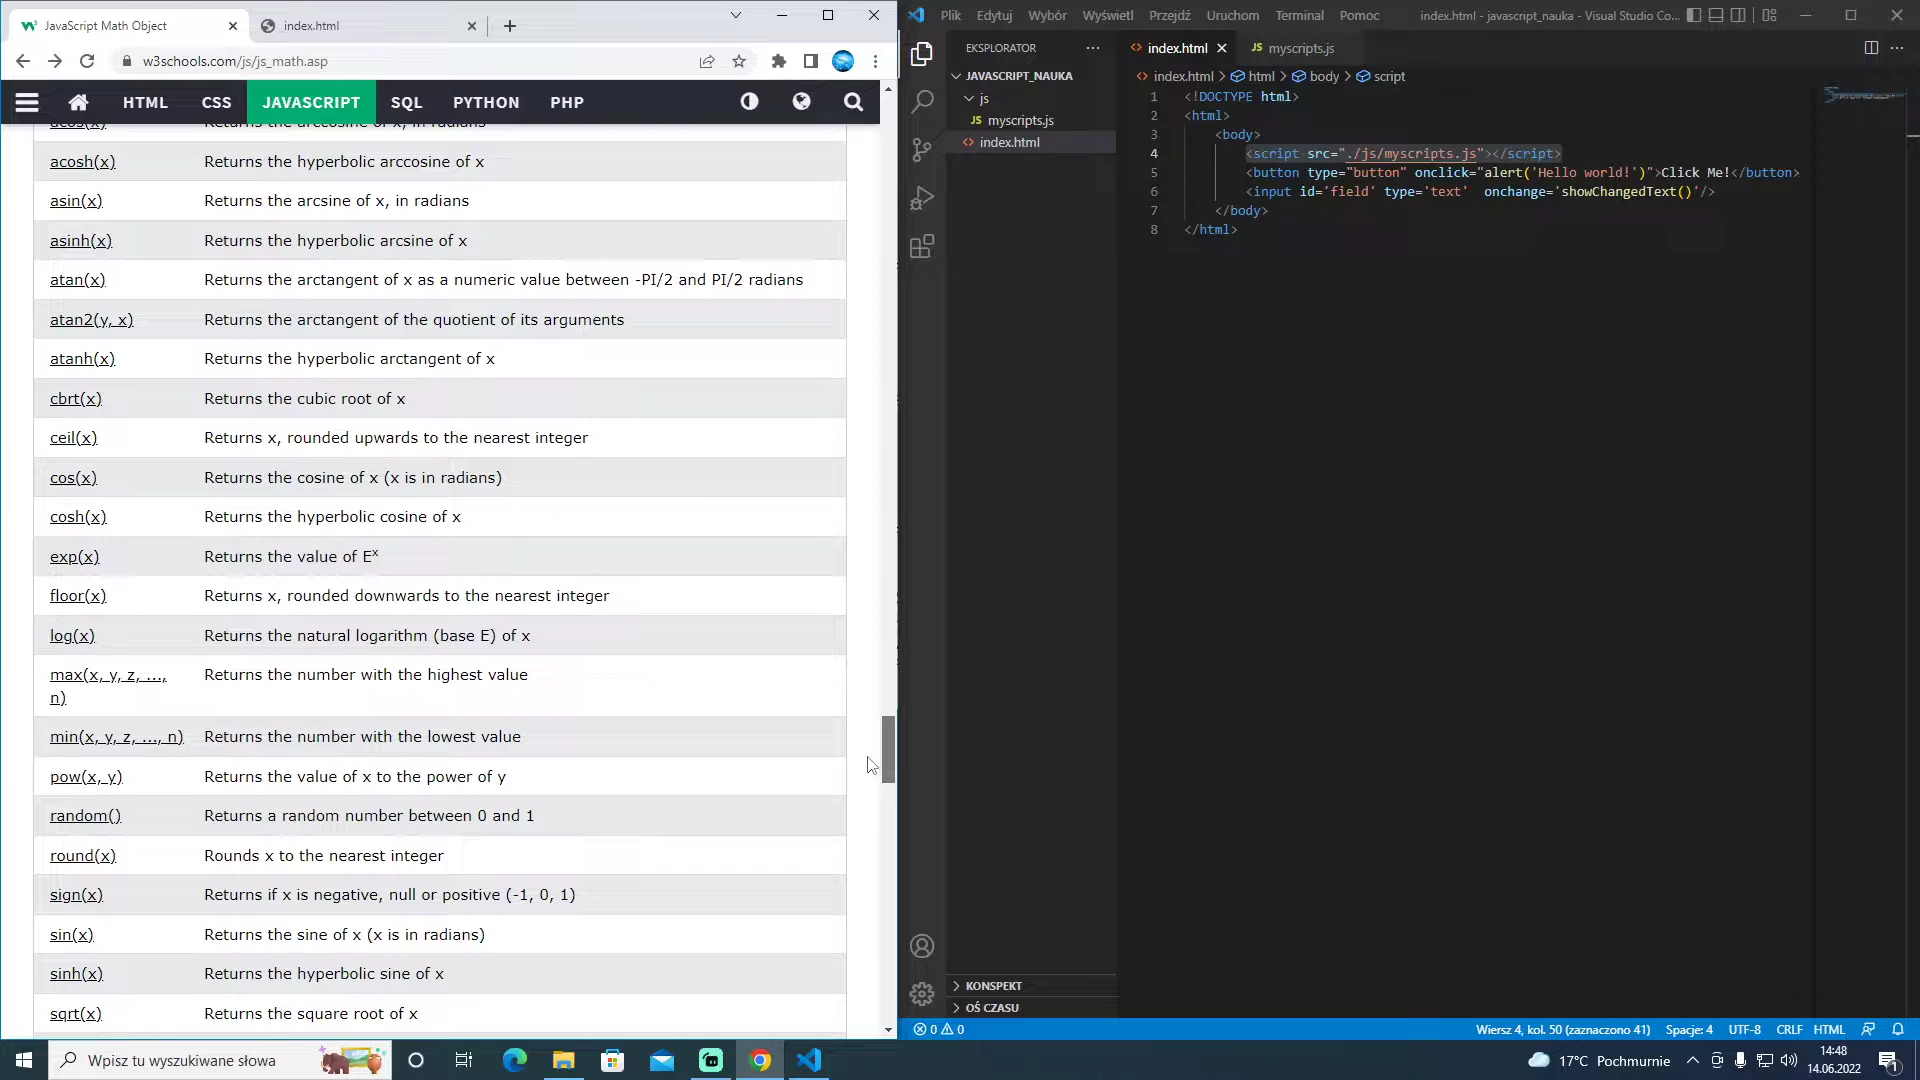 JavaScript Math Object
index.html
w3schools.com/js/js_math.asp
HTML
CSS
JAVASCRIPT
SQL
PYTHON
PHP
acos(x) Returns the arccosine of x, in radians
acosh(x) Returns the hyperbolic arccosine of x
asin(x) Returns the arcsine of x, in radians
asinh(x) Returns the hyperbolic arcsine of x
atan(x) Returns the arctangent of x as a numeric value between -PI/2 and PI/2 radians
atan2(y, x) Returns the arctangent of the quotient of its arguments
atanh(x) Returns the hyperbolic arctangent of x
cbrt(x) Returns the cubic root of x
ceil(x) Returns x, rounded upwards to the nearest integer
cos(x) Returns the cosine of x (x is in radians)
cosh(x) Returns the hyperbolic cosine of x
exp(x) Returns the value of Ex
floor(x) Returns x, rounded downwards to the nearest integer
log(x) Returns the natural logarithm (base E) of x
max(x, y, z, ..., Returns the number with the highest value
n)
min(x, y, z, ..., n) Returns the number with the lowest value
pow(x, y) Returns the value of x to the power of y
random() Returns a random number between 0 and 1
round(x) Rounds x to the nearest integer
sign(x) Returns if x is negative, null or positive (-1, 0, 1)
sin(x) Returns the sine of x (x is in radians)
sinh(x) Returns the hyperbolic sine of x
sqrt(x) Returns the square root of x
Plik Edytuj Wybór Wyświetl Przejdź Uruchom Terminal Pomoc
index.html - javascript_nauka - Visual Studio Co...
EKSPLORATOR
JAVASCRIPT_NAUKA
js
JS myscripts.js
index.html
KONSPEKT
OŚ CZASU
index.html
JS myscripts.js
index.html > html > body > script
1 <!DOCTYPE html>
2 <html>
3 <body>
4 <script src="./js/myscripts.js"></script>
5 <button type="button" onclick="alert('Hello world!')">Click Me!</button>
6 <input id='field' type='text' onchange='showChangedText()'/>
7 </body>
8 </html>
0 0
Wiersz 4, kol. 50 (zaznaczono 41)
Spacje: 4
UTF-8
CRLF
HTML
Wpisz tu wyszukiwane słowa
17°C Pochmurnie
14:48
14.06.2022
1